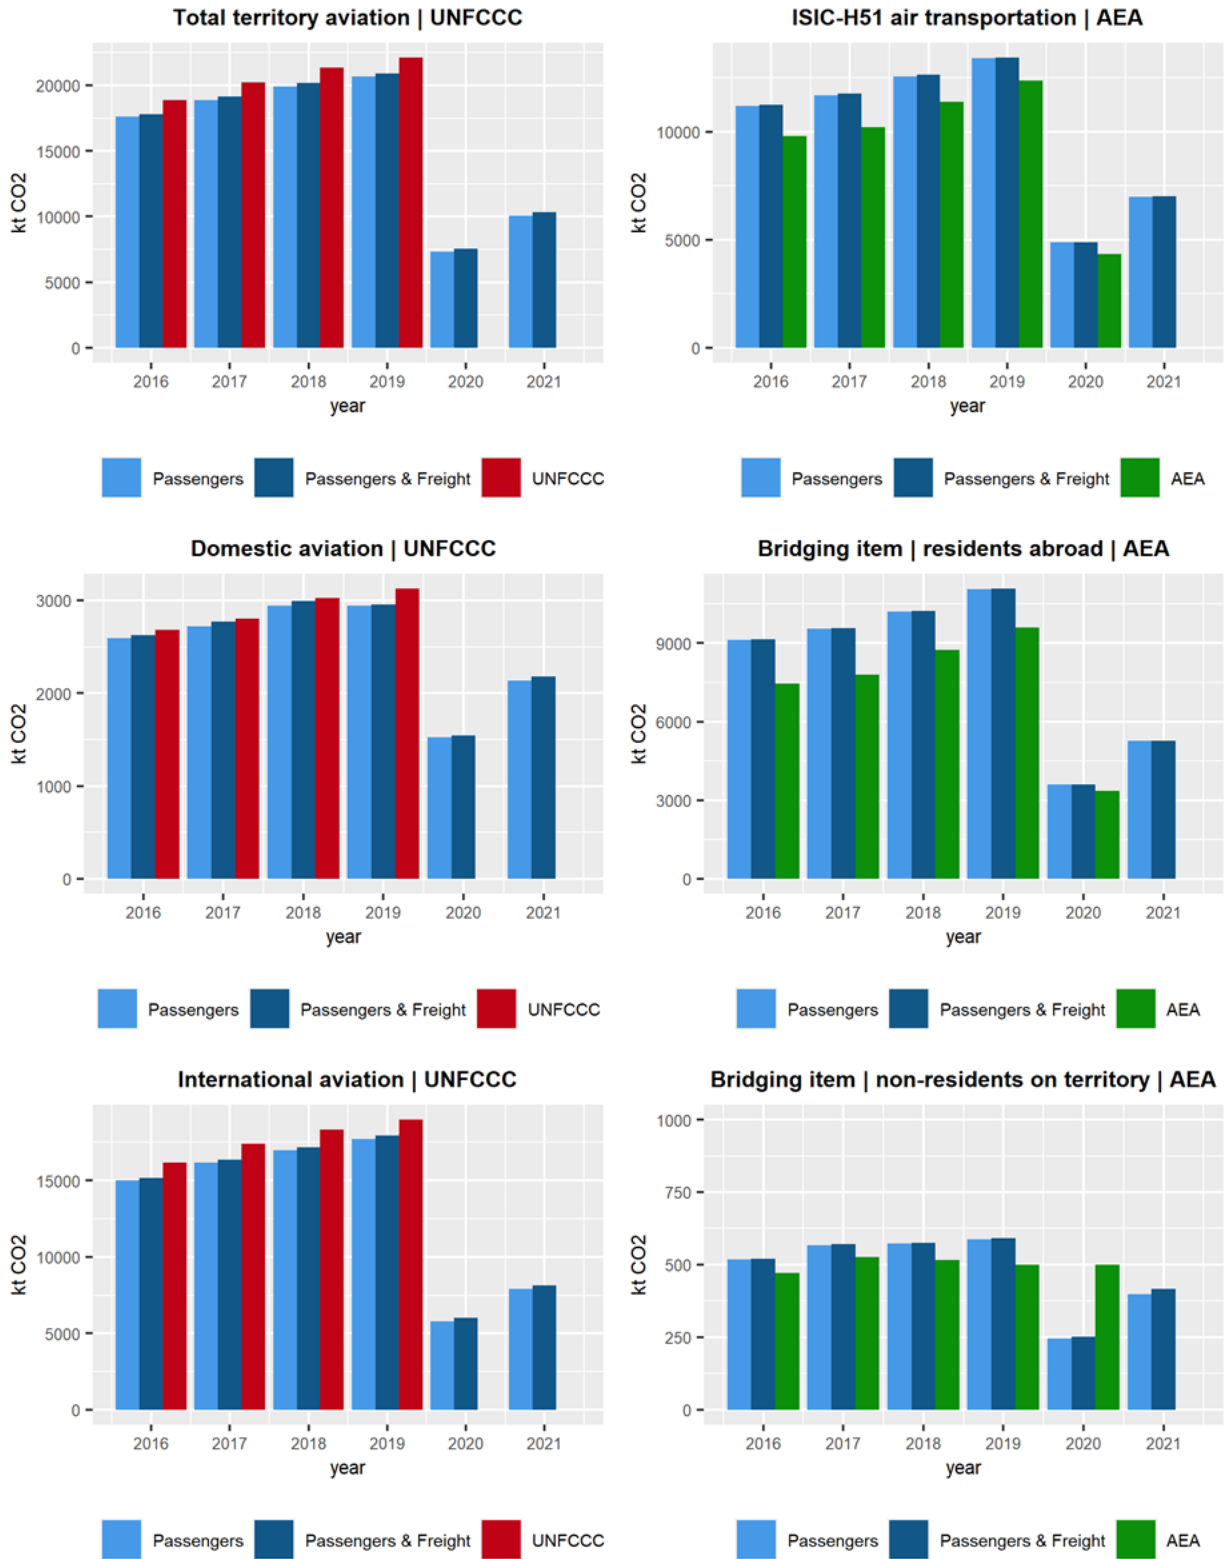 Total territory aviation | UNFCCC
kt CO2
20000
15000
10000
5000
0
2016 2017 2018 2019 2020 2021
year
Passengers Passengers & Freight UNFCCC
ISIC-H51 air transportation | AEA
kt CO2
10000
5000
0
2016 2017 2018 2019 2020 2021
year
Passengers Passengers & Freight AEA
Domestic aviation | UNFCCC
kt CO2
3000
2000
1000
0
2016 2017 2018 2019 2020 2021
year
Passengers Passengers & Freight UNFCCC
Bridging item | residents abroad | AEA
kt CO2
9000
6000
3000
0
2016 2017 2018 2019 2020 2021
year
Passengers Passengers & Freight AEA
International aviation | UNFCCC
kt CO2
15000
10000
5000
0
2016 2017 2018 2019 2020 2021
year
Passengers Passengers & Freight UNFCCC
Bridging item | non-residents on territory | AEA
kt CO2
1000
750
500
250
0
2016 2017 2018 2019 2020 2021
year
Passengers Passengers & Freight AEA